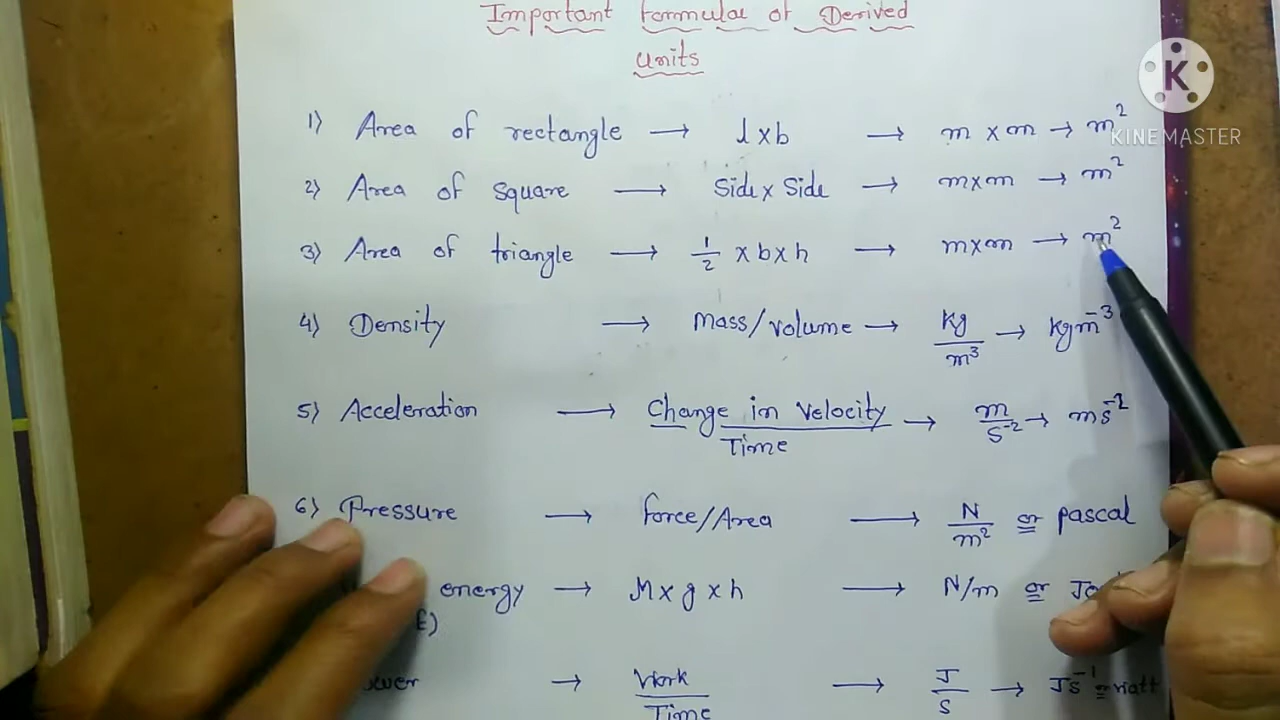 Important formulae of Derived
units
K
KINEMASTER
1) Area of rectangle → l x b → m x m → m²
2) Area of square → Side x Side → m x m → m²
3) Area of triangle → 1/2 x b x h → m x m → m²
4) Density → Mass/volume → Kg/m³ → Kgm⁻³
5) Acceleration → Change in Velocity/Time → m/s⁻² → ms⁻²
6) Pressure → Force/Area → N/m² or pascal
energy → M x g x h → N/m or
E)
→ Work/Time → J/S → Js⁻¹ =